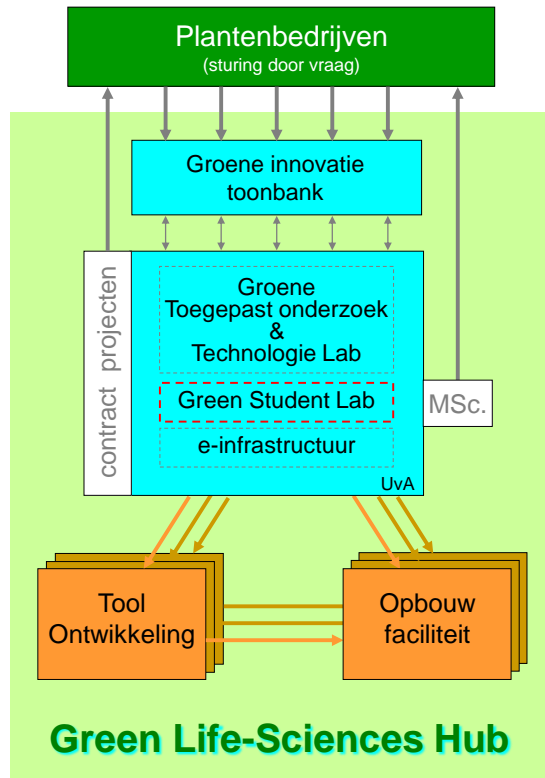 Plantenbedrijven
(sturing door vraag)
Groene innovatie
toonbank
contract projecten
Groene
Toegepast onderzoek
&
Technologie Lab
Green Student Lab
e-infrastructuur
MSc.
UvA
Tool
Ontwikkeling
Opbouw
faciliteit
Green Life-Sciences Hub